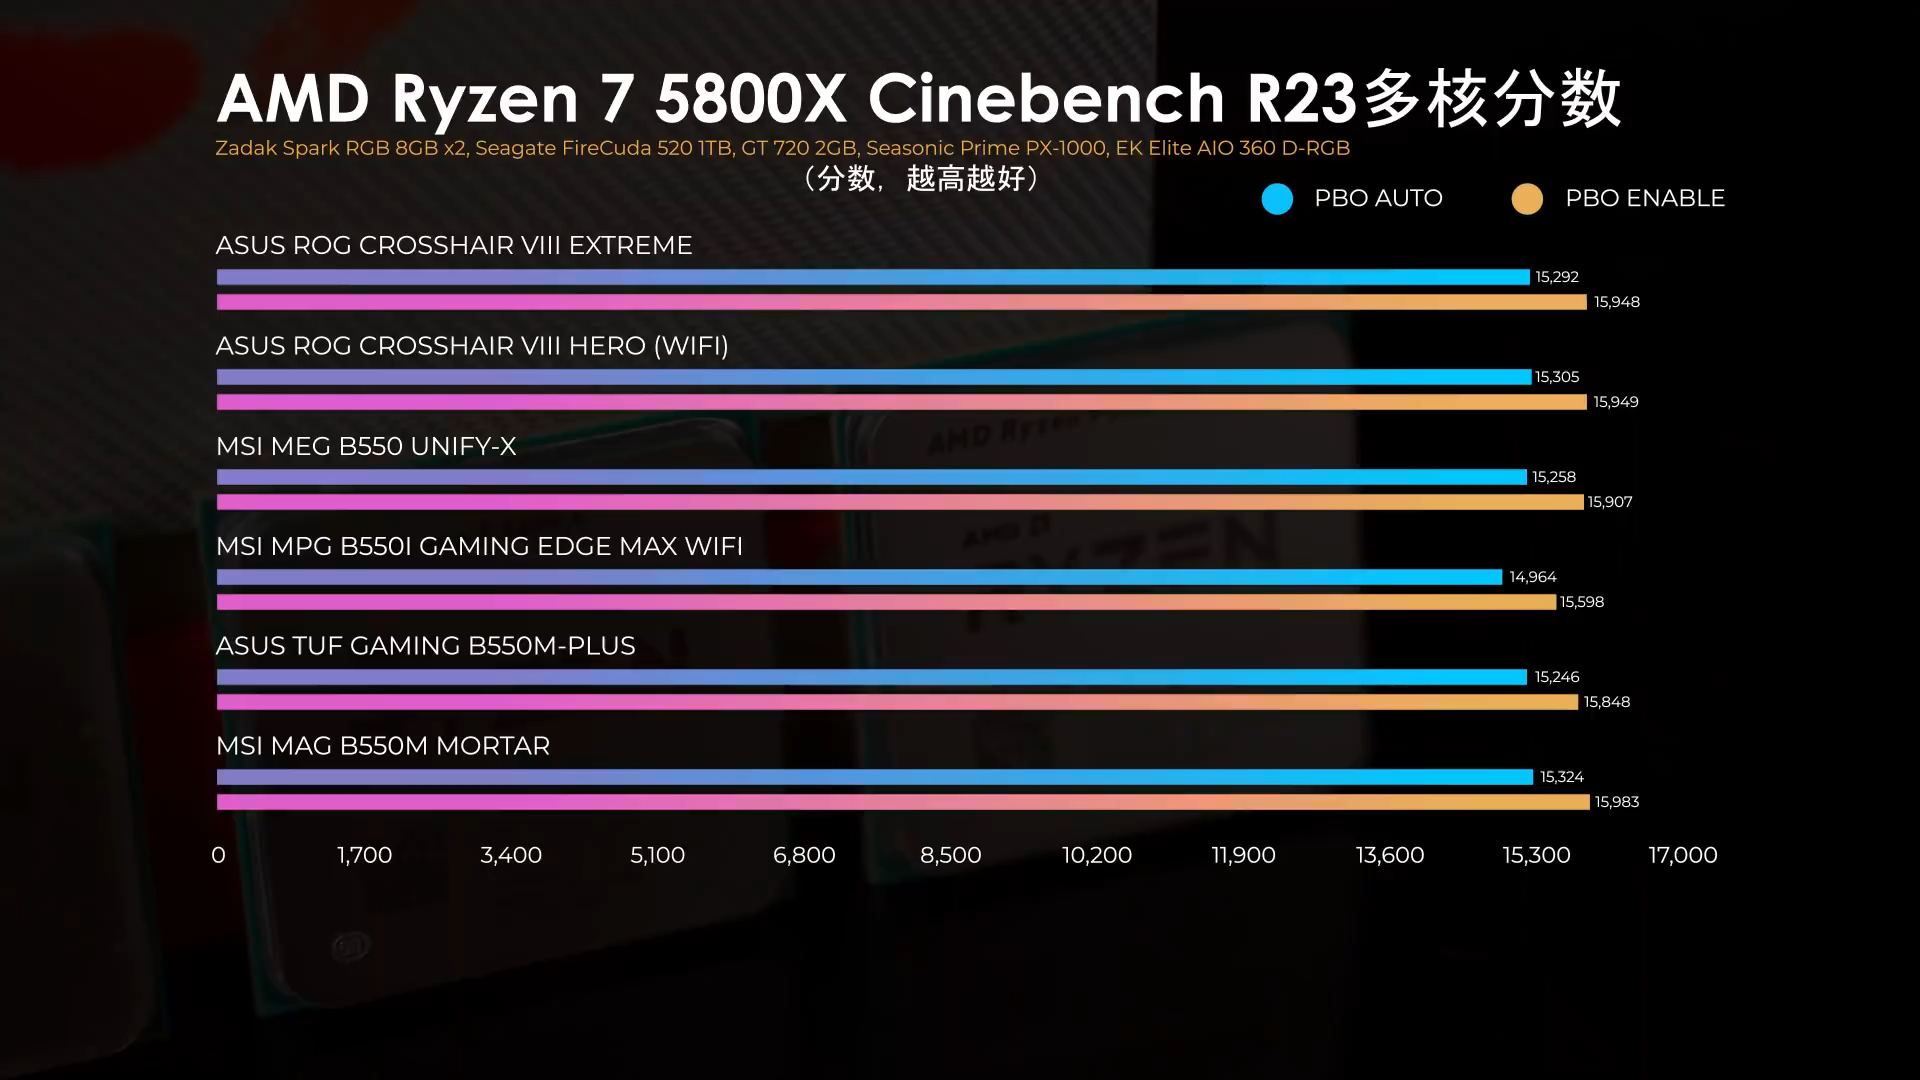 AMD Ryzen 7 5800X Cinebench R23多核分数
Zadak Spark RGB 8GB x2, Seagate FireCuda 520 1TB, GT 720 2GB, Seasonic Prime PX-1000, EK Elite AIO 360 D-RGB
（分数，越高越好）
PBO AUTO PBO ENABLE
ASUS ROG CROSSHAIR VIII EXTREME
15,292
15,948
ASUS ROG CROSSHAIR VIII HERO (WIFI)
15,305
15,949
MSI MEG B550 UNIFY-X
15,258
15,907
MSI MPG B550I GAMING EDGE MAX WIFI
14,964
15,598
ASUS TUF GAMING B550M-PLUS
15,246
15,848
MSI MAG B550M MORTAR
15,324
15,983
0 1,700 3,400 5,100 6,800 8,500 10,200 11,900 13,600 15,300 17,000
AMD Ryzen
RYZEN